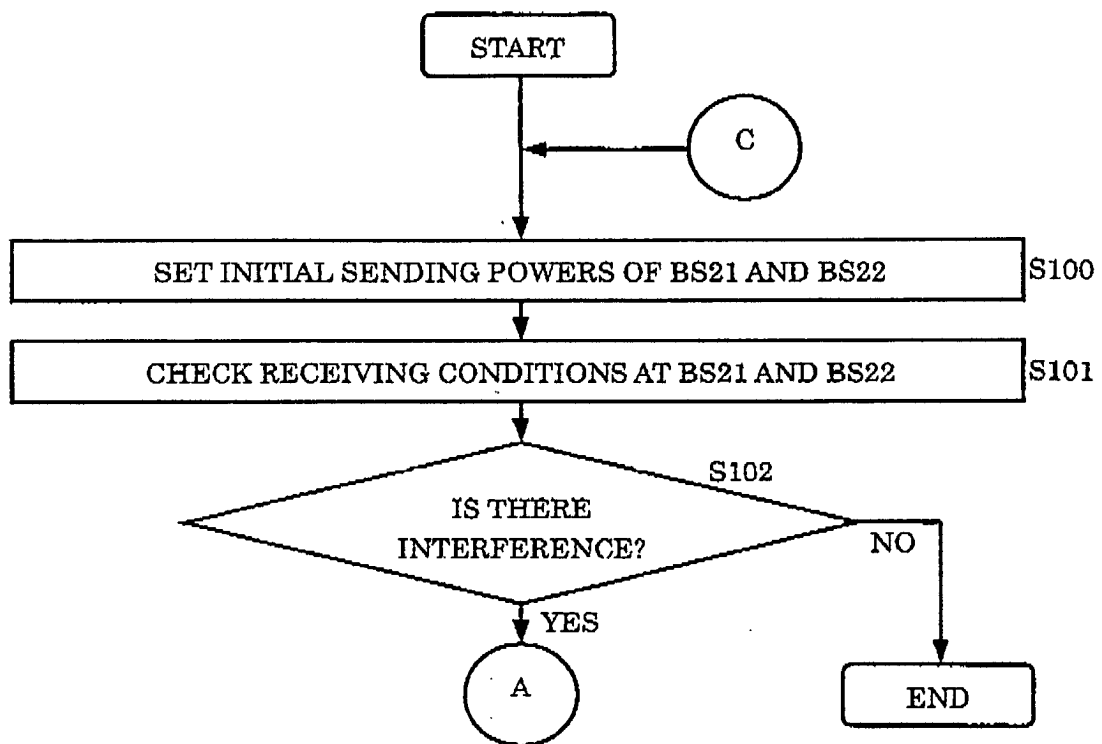 START
C
SET INITIAL SENDING POWERS OF BS21 AND BS22
S100
CHECK RECEIVING CONDITIONS AT BS21 AND BS22
S101
S102
IS THERE
INTERFERENCE?
NO
YES
A
END